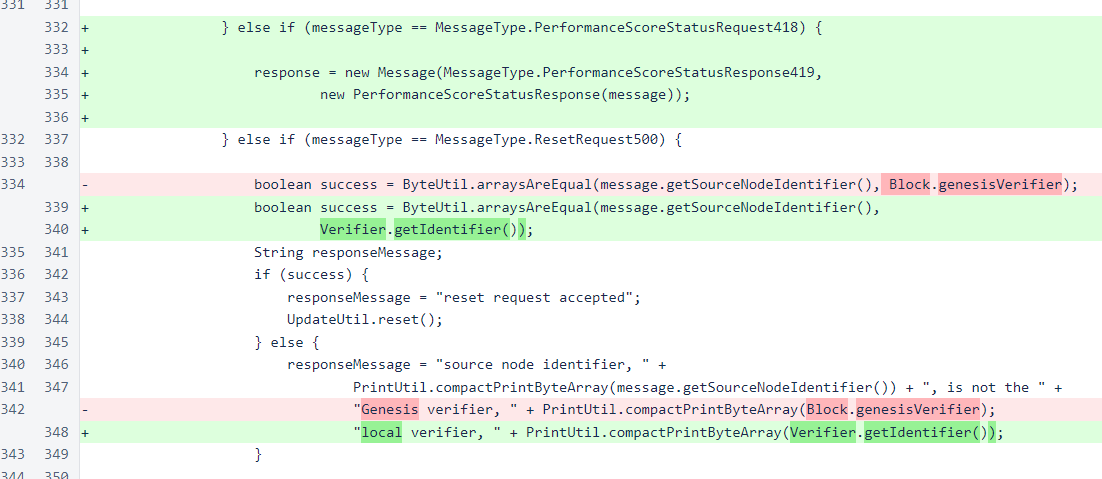 331 331
332 + } else if (messageType == MessageType.PerformanceScoreStatusRequest418) {
333 +
334 + response = new Message(MessageType.PerformanceScoreStatusResponse419,
335 + new PerformanceScoreStatusResponse(message));
336 +
332 337 } else if (messageType == MessageType.ResetRequest500) {
333 338
334 - boolean success = ByteUtil.arraysAreEqual(message.getSourceNodeIdentifier(), Block.genesisVerifier);
339 + boolean success = ByteUtil.arraysAreEqual(message.getSourceNodeIdentifier(),
340 + Verifier.getIdentifier());
335 341 String responseMessage;
336 342 if (success) {
337 343 responseMessage = "reset request accepted";
338 344 UpdateUtil.reset();
339 345 } else {
340 346 responseMessage = "source node identifier, " +
341 347 PrintUtil.compactPrintByteArray(message.getSourceNodeIdentifier()) + ", is not the " +
342 - "Genesis verifier, " + PrintUtil.compactPrintByteArray(Block.genesisVerifier);
348 + "local verifier, " + PrintUtil.compactPrintByteArray(Verifier.getIdentifier());
343 349 }
344 350